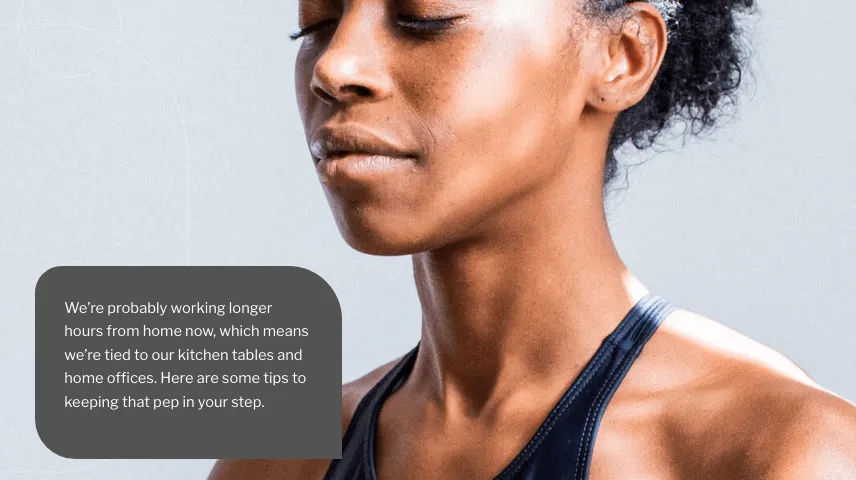 We’re probably working longer
hours from home now, which means
we’re tied to our kitchen tables and
home offices. Here are some tips to
keeping that pep in your step.